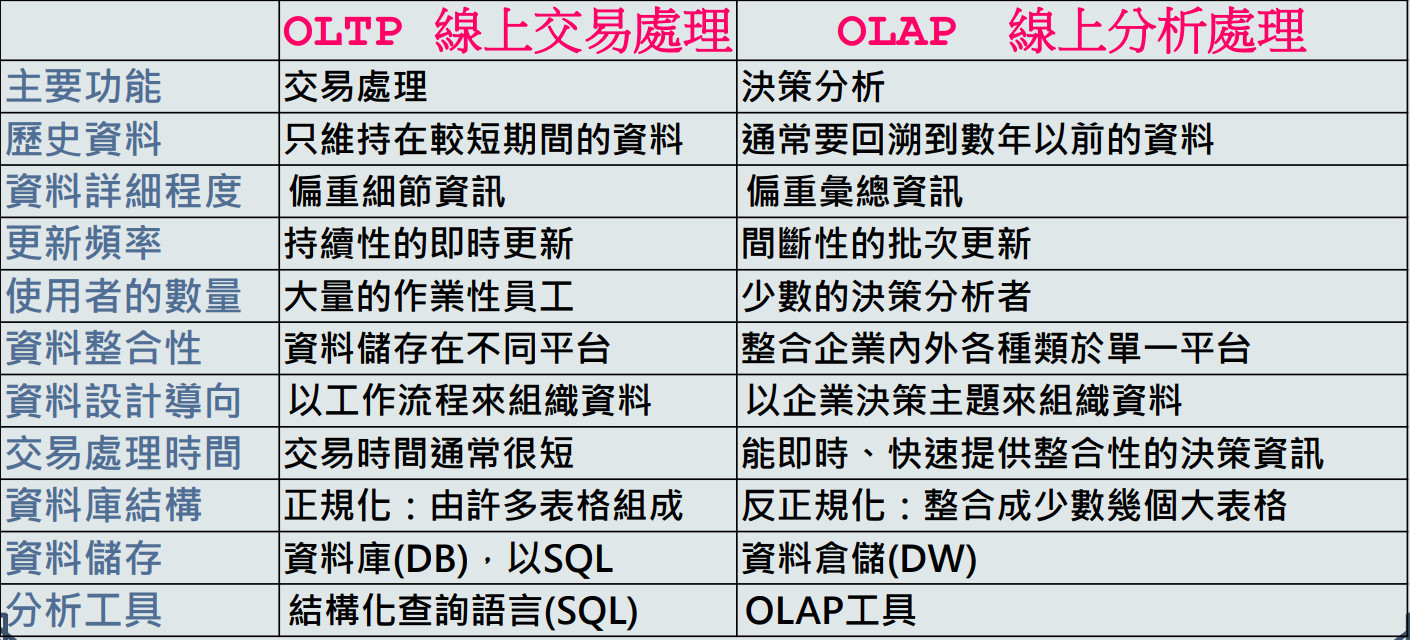 OLTP 線上交易處理 OLAP 線上分析處理
主要功能 交易處理 決策分析
歷史資料 只維持在較短期間的資料 通常要回溯到數年以前的資料
資料詳細程度 偏重細節資訊 偏重彙總資訊
更新頻率 持續性的即時更新 間斷性的批次更新
使用者的數量 大量的作業性員工 少數的決策分析者
資料整合性 資料儲存在不同平台 整合企業內外各種類於單一平台
資料設計導向 以工作流程來組織資料 以企業決策主題來組織資料
交易處理時間 交易時間通常很短 能即時、快速提供整合性的決策資訊
資料庫結構 正規化：由許多表格組成 反正規化：整合成少數幾個大表格
資料儲存 資料庫(DB)，以SQL 資料倉儲(DW)
分析工具 結構化查詢語言(SQL) OLAP工具